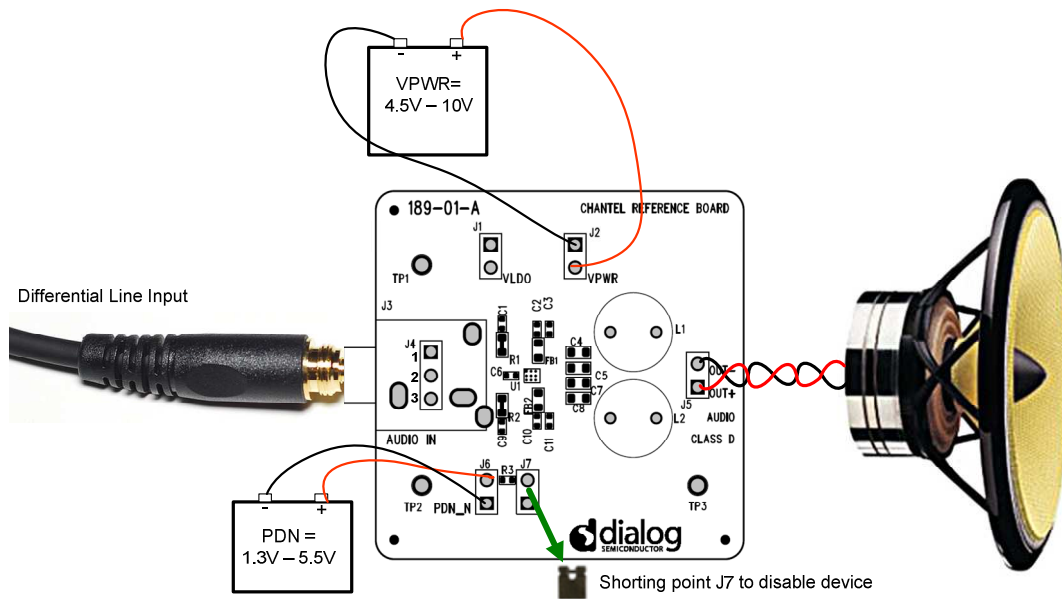 -
+
VPWR=
4.5V – 10V
189-01-A
CHANTEL REFERENCE BOARD
J1
J2
TP1
VLDO
VPWR
Differential Line Input
J3
C1
C2
C3
L1
J4
1
C4
R1
FB1
C6
U1
C5
OUT-
2
C7
OUT+
3
FB2
C8
J5
R2
L2
AUDIO
C9
C10
C11
AUDIO IN
CLASS D
J6
R3
J7
-
+
TP2
PDN_N
TP3
PDN =
1.3V – 5.5V
dialog
SEMICONDUCTOR
Shorting point J7 to disable device